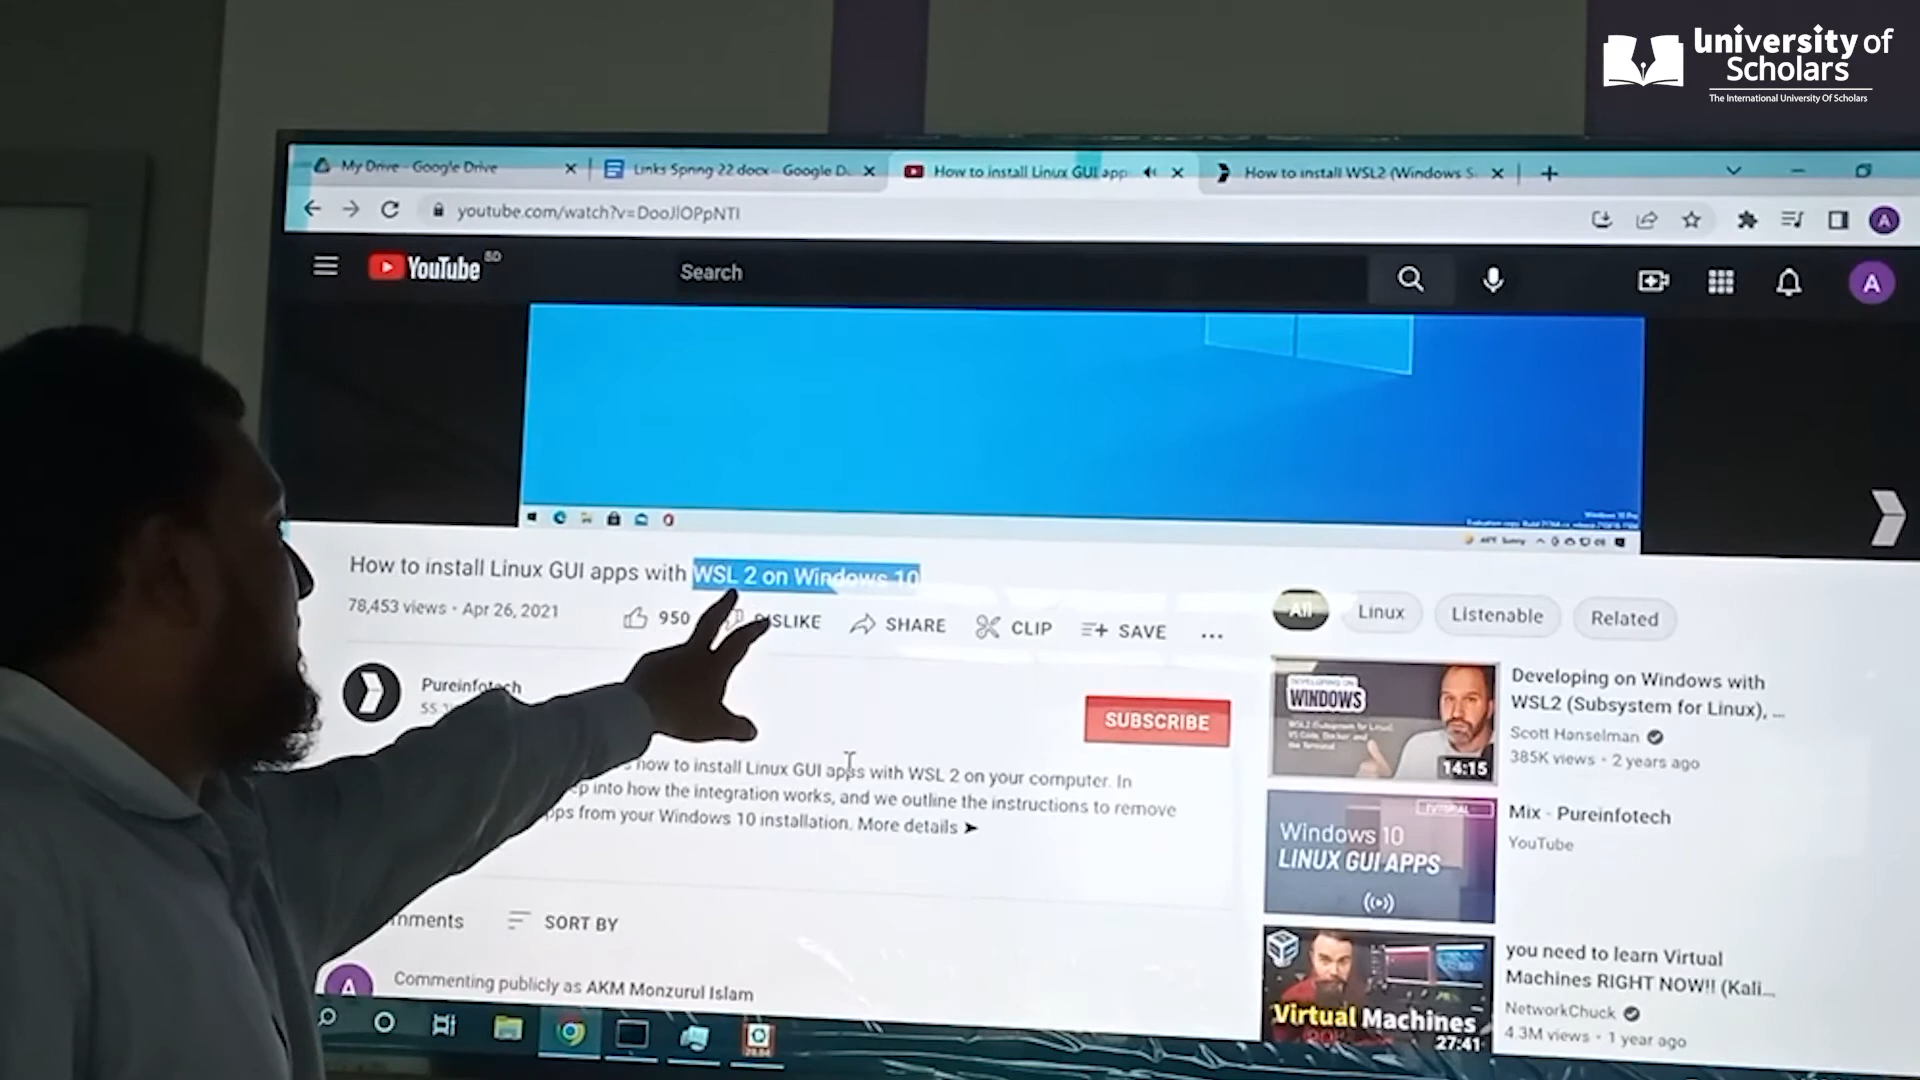 University of
Scholars
The International University Of Scholars
My Drive - Google Drive
Links Spring 22.docx - Google D
How to install Linux GUI app
How to install WSL2 (Windows S
youtube.com/watch?v=DooJlOPpNTI
YouTube BD
Search
How to install Linux GUI apps with WSL 2 on Windows 10
78,453 views • Apr 26, 2021
950
DISLIKE
SHARE
CLIP
SAVE
All
Linux
Listenable
Related
Pureinfotech
SUBSCRIBE
how to install Linux GUI apps with WSL 2 on your computer. In
into how the integration works, and we outline the instructions to remove
from your Windows 10 installation. More details ➤
SORT BY
Commenting publicly as AKM Monzurul Islam
DEVELOPING ON
WINDOWS
14:15
Developing on Windows with
WSL2 (Subsystem for Linux), ...
Scott Hanselman
385K views • 2 years ago
TUTORIAL
Windows 10
LINUX GUI APPS
Mix - Pureinfotech
YouTube
Virtual Machines
27:41
you need to learn Virtual
Machines RIGHT NOW!! (Kali...
NetworkChuck
4.3M views • 1 year ago